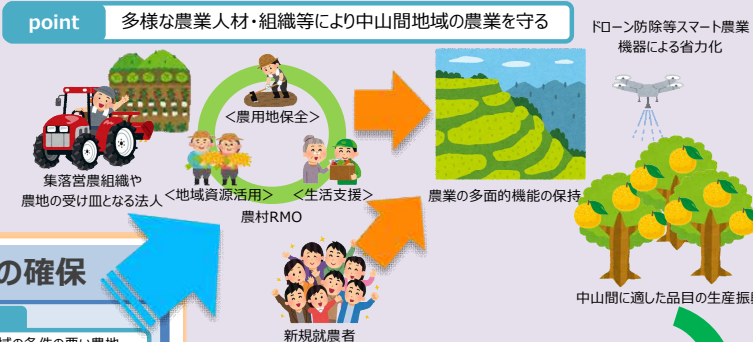 point 多様な農業人材・組織等により中山間地域の農業を守る
ドローン防除等スマート農業
機器による省力化
<農用地保全>
集落営農組織や
農地の受け皿となる法人
<地域資源活用> <生活支援>
農村RMO
農業の多面的機能の保持
の確保
中山間に適した品目の生産振
新規就農者